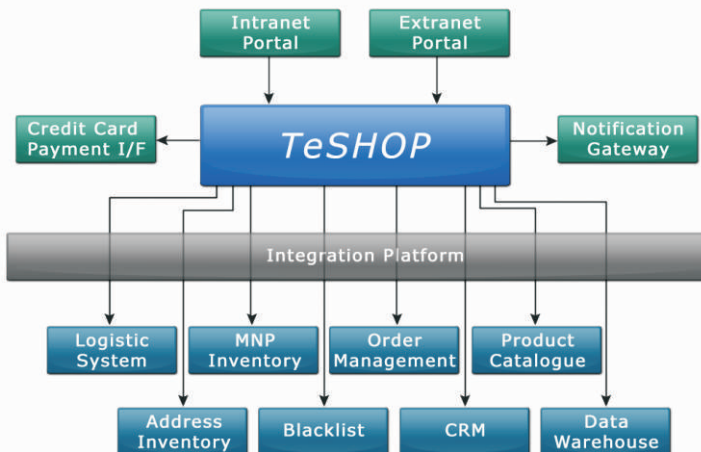 Intranet
Portal
Extranet
Portal
Credit Card
Payment I/F
TeSHOP
Notification
Gateway
Integration Platform
Logistic
System
MNP
Inventory
Order
Management
Product
Catalogue
Address
Inventory
Blacklist
CRM
Data
Warehouse